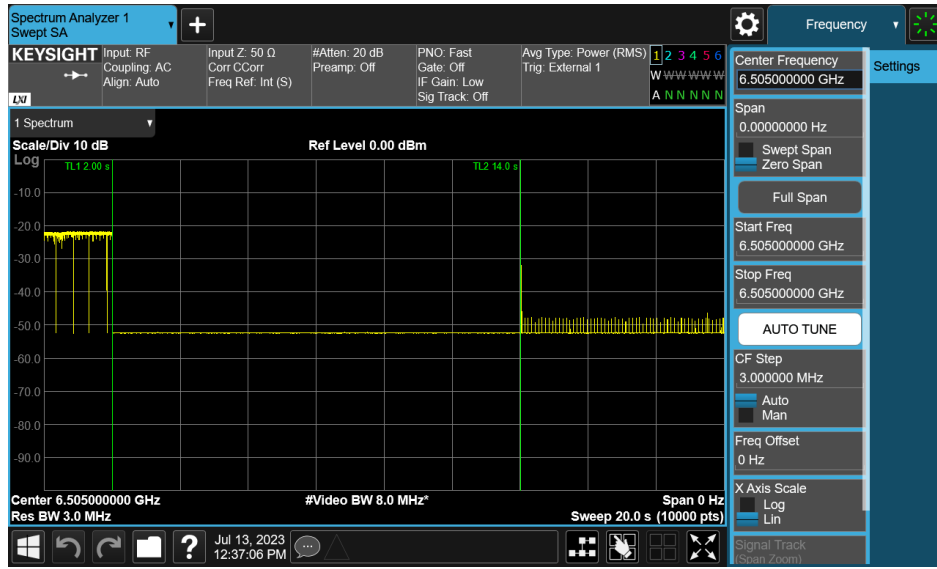 Spectrum Analyzer 1
Swept SA
Frequency
KEYSIGHT
LXI
Input: RF
Coupling: AC
Align: Auto
Input Z: 50 Ω
Corr CCorr
Freq Ref: Int (S)
#Atten: 20 dB
Preamp: Off
PNO: Fast
Gate: Off
IF Gain: Low
Sig Track: Off
Avg Type: Power (RMS)
Trig: External 1
1 2 3 4 5 6
W W W W W W
A N N N N N
Center Frequency
6.505000000 GHz
Settings
Span
0.00000000 Hz
Swept Span
Zero Span
Full Span
Start Freq
6.505000000 GHz
Stop Freq
6.505000000 GHz
AUTO TUNE
CF Step
3.000000 MHz
Auto
Man
Freq Offset
0 Hz
X Axis Scale
Log
Lin
Signal Track
(Span Zoom)
1 Spectrum
Scale/Div 10 dB
Ref Level 0.00 dBm
Log
TL1 2.00 s
TL2 14.0 s
-10.0
-20.0
-30.0
-40.0
-50.0
-60.0
-70.0
-80.0
-90.0
Center 6.505000000 GHz
#Video BW 8.0 MHz*
Span 0 Hz
Res BW 3.0 MHz
Sweep 20.0 s (10000 pts)
?
Jul 13, 2023
12:37:06 PM